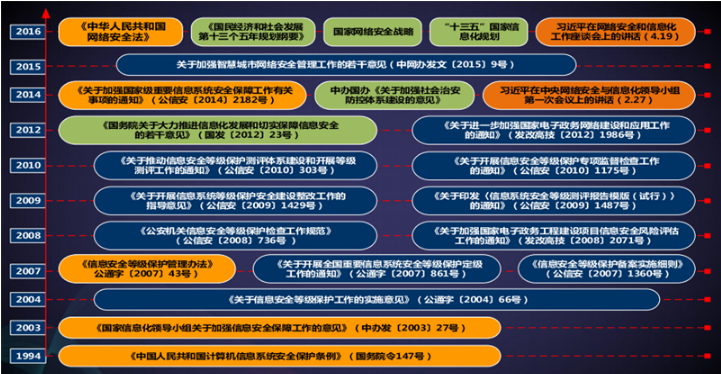 2016
《中华人民共和国
网络安全法》
《国民经济和社会发展
第十三个五年规划纲要》
国家网络安全战略
“十三五”国家信
息化规划
习近平在网络安全和信息化
工作座谈会上的讲话（4.19）
2015
关于加强智慧城市网络安全管理工作的若干意见（中网办发文〔2015〕9号）
2014
《关于加强国家级重要信息系统安全保障工作有关
事项的通知》（公信安〔2014〕2182号）
中办国办《关于加强社会治安
防控体系建设的意见》
习近平在中央网络安全与信息化领导小组
第一次会议上的讲话（2.27）
2012
《国务院关于大力推进信息化发展和切实保障信息安全
的若干意见》（国发〔2012〕23号）
《关于进一步加强国家电子政务网络建设和应用工作
的通知》（发改高技〔2012〕1986号）
2010
《关于推动信息安全等级保护测评体系建设和开展等级
测评工作的通知》（公信安〔2010〕303号）
《关于开展信息安全等级保护专项监督检查工作
的通知》（公信安〔2010〕1175号）
2009
《关于开展信息系统等级保护安全建设整改工作的
指导意见》（公信安〔2009〕1429号）
《关于印发〈信息系统安全等级测评报告模版（试行）〉
的通知》（公信安〔2009〕1487号）
2008
《公安机关信息安全等级保护检查工作规范》
（公信安〔2008〕736号 ）
《关于加强国家电子政务工程建设项目信息安全风险评估
工作的通知》（发改高技〔2008〕2071号）
2007
《信息安全等级保护管理办法》
公通字〔2007〕43号）
《关于开展全国重要信息系统安全等级保护定级
工作的通知》（公通字〔2007〕861号）
《信息安全等级保护备案实施细则》
（公信安〔2007〕1360号）
2004
《关于信息安全等级保护工作的实施意见》（公通字〔2004〕66号）
2003
《国家信息化领导小组关于加强信息安全保障工作的意见》（中办发〔2003〕27号）
1994
《中国人民共和国计算机信息系统安全保护条例》（国务院令147号）